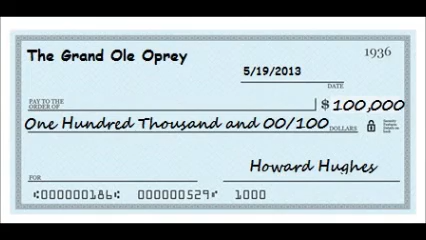 The Grand Ole Oprey
1936
5/19/2013
DATE
PAY TO THE
ORDER OF
$ 100,000
One Hundred Thousand and 00/100 DOLLARS
Howard Hughes
FOR
000000186 000000529 1000